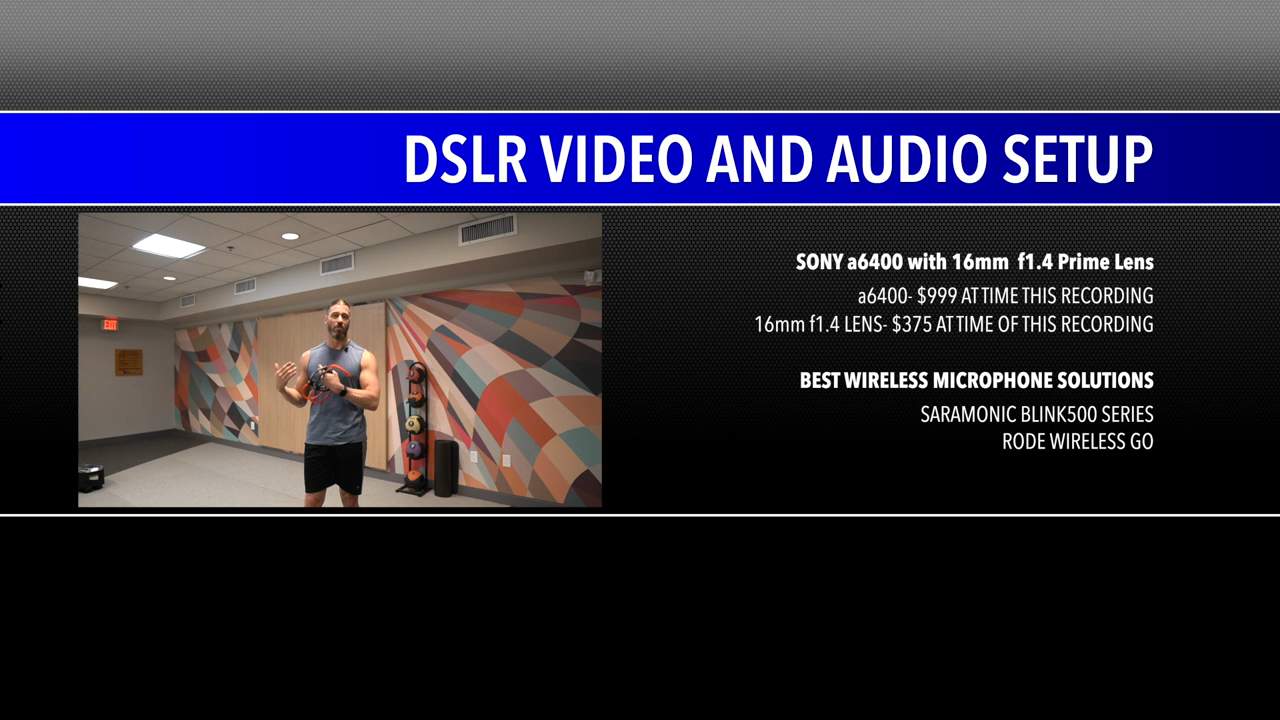 DSLR VIDEO AND AUDIO SETUP
EXIT
SONY a6400 with 16mm f1.4 Prime Lens
a6400- $999 AT TIME THIS RECORDING
16mm f1.4 LENS- $375 AT TIME OF THIS RECORDING
BEST WIRELESS MICROPHONE SOLUTIONS
SARAMONIC BLINK500 SERIES
RODE WIRELESS GO